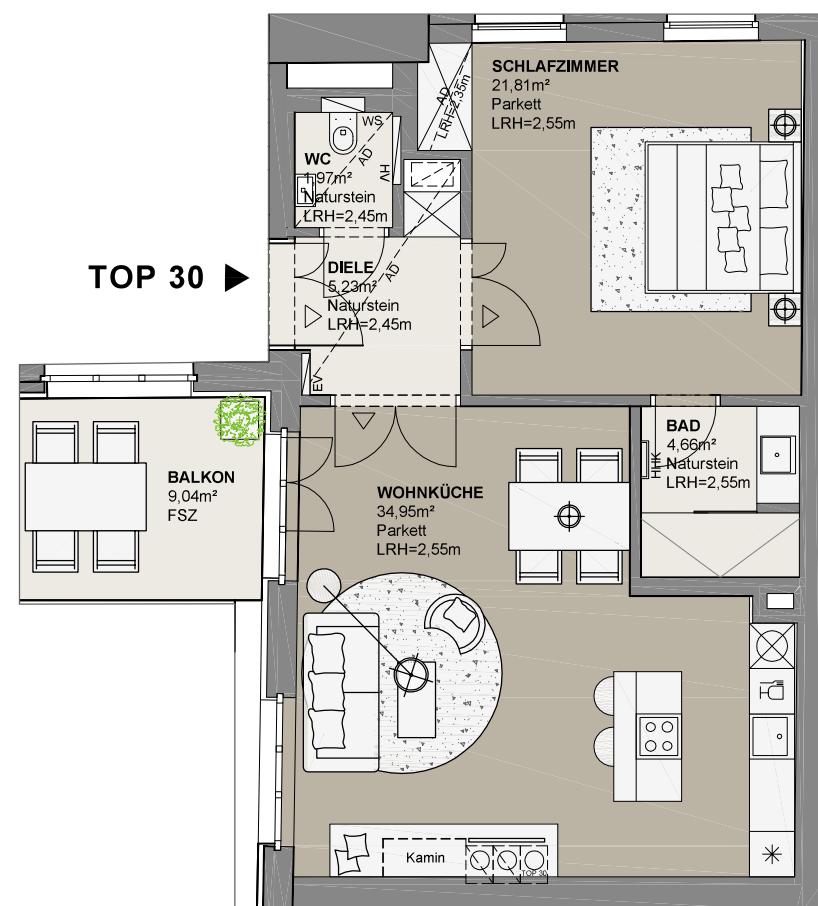 SCHLAFZIMMER
21,81m²
Parkett
LRH=2,55m
AD
LRH=2,35m
WS
WC
1,97m²
Naturstein
LRH=2,45m
AD
HV
TOP 30
DIELE
5,23m²
Naturstein
LRH=2,45m
AD
EV
BALKON
9,04m²
FSZ
WOHNKÜCHE
34,95m²
Parkett
LRH=2,55m
BAD
4,66m²
Naturstein
LRH=2,55m
HHK
Kamin
TOP 30